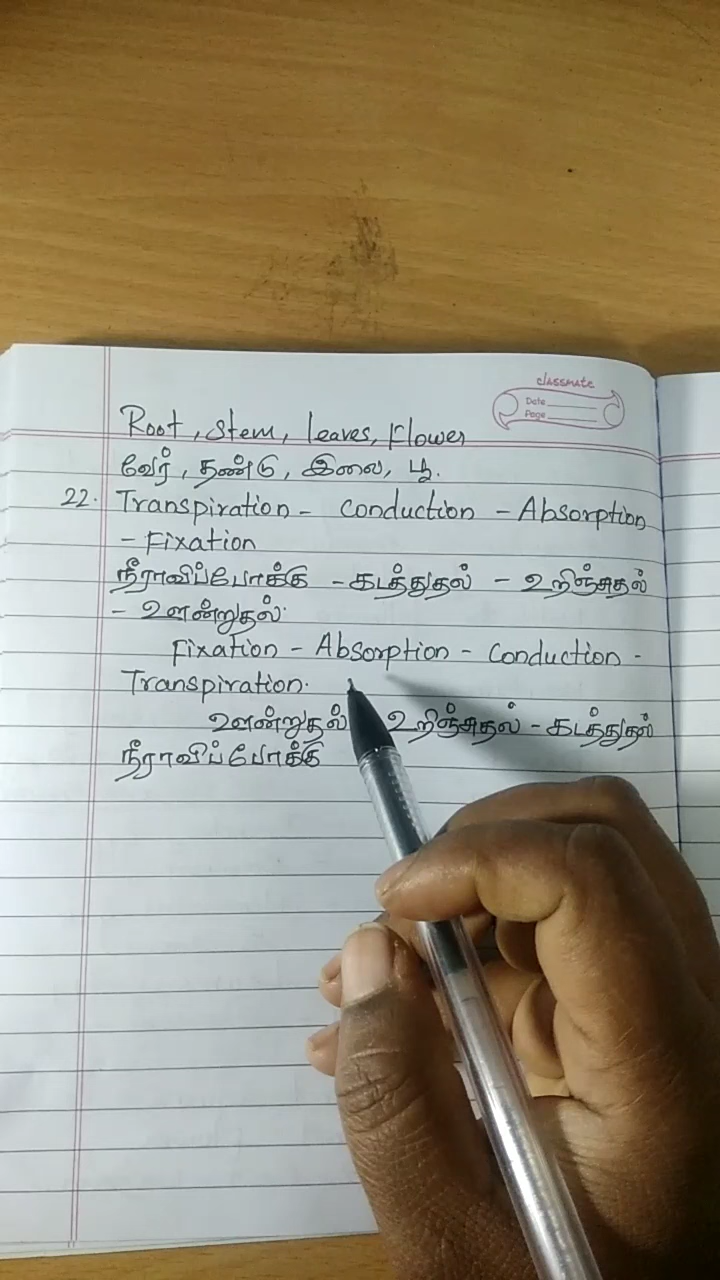 classmate
Date
Page
Root, stem, leaves, Flower
வேர், தண்டு, இலை, பூ.
22. Transpiration - conduction - Absorption
- Fixation
நீராவிப்போக்கு - கடத்துதல் - உறிஞ்சுதல்
- ஊன்றுதல்.
Fixation - Absorption - conduction -
Transpiration.
ஊன்றுதல் உறிஞ்சுதல் - கடத்துதல்
நீராவிப்போக்கு